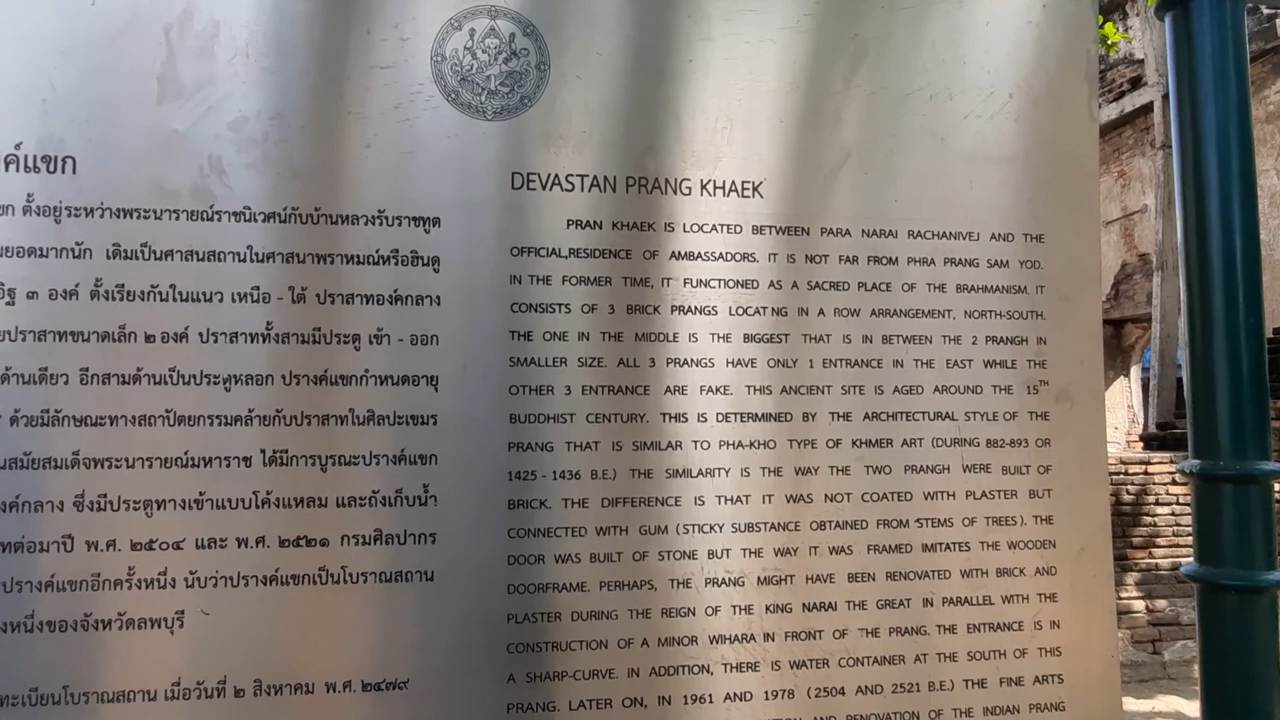 ค์แขก
ตั้งอยู่ระหว่างพระนารายณ์ราชนิเวศน์กับบ้านหลวงรับราชทูต
ยอดมากนัก เดิมเป็นศาสนสถานในศาสนาพราหมณ์หรือฮินดู
อิฐ ๓ องค์ ตั้งเรียงกันในแนว เหนือ - ใต้ ปราสาทองค์กลาง
ปราสาทขนาดเล็ก ๒ องค์ ปราสาททั้งสามมีประตู เข้า - ออก
ด้านเดียว อีกสามด้านเป็นประตูหลอก ปรางค์แขกกำหนดอายุ
ด้วยมีลักษณะทางสถาปัตยกรรมคล้ายกับปราสาทในศิลปะเขมร
สมัยสมเด็จพระนารายณ์มหาราช ได้มีการบูรณะปรางค์แขก
งค์กลาง ซึ่งมีประตูทางเข้าแบบโค้งแหลม และถังเก็บน้ำ
ต่อมาปี พ.ศ. ๒๕๐๔ และ พ.ศ. ๒๕๒๑ กรมศิลปากร
ปรางค์แขกอีกครั้งหนึ่ง นับว่าปรางค์แขกเป็นโบราณสถาน
งหนึ่งของจังหวัดลพบุรี
ทะเบียนโบราณสถาน เมื่อวันที่ ๒ สิงหาคม พ.ศ. ๒๔๗๙
DEVASTAN PRANG KHAEK
PRAN KHAEK IS LOCATED BETWEEN PARA NARAI RACHANIVEJ AND THE
OFFICIAL,RESIDENCE OF AMBASSADORS. IT IS NOT FAR FROM PHRA PRANG SAM YOD.
IN THE FORMER TIME, IT FUNCTIONED AS A SACRED PLACE OF THE BRAHMANISM. IT
CONSISTS OF 3 BRICK PRANGS LOCAT NG IN A ROW ARRANGEMENT, NORTH-SOUTH.
THE ONE IN THE MIDDLE IS THE BIGGEST THAT IS IN BETWEEN THE 2 PRANGH IN
SMALLER SIZE. ALL 3 PRANGS HAVE ONLY 1 ENTRANCE IN THE EAST WHILE THE
OTHER 3 ENTRANCE ARE FAKE. THIS ANCIENT SITE IS AGED AROUND THE 15TH
BUDDHIST CENTURY. THIS IS DETERMINED BY THE ARCHITECTURAL STYLE OF THE
PRANG THAT IS SIMILAR TO PHA-KHO TYPE OF KHMER ART (DURING 882-893 OR
1425 - 1436 B.E.) THE SIMILARITY IS THE WAY THE TWO PRANGH WERE BUILT OF
BRICK. THE DIFFERENCE IS THAT IT WAS NOT COATED WITH PLASTER BUT
CONNECTED WITH GUM (STICKY SUBSTANCE OBTAINED FROM STEMS OF TREES). THE
DOOR WAS BUILT OF STONE BUT THE WAY IT WAS FRAMED IMITATES THE WOODEN
DOORFRAME. PERHAPS, THE PRANG MIGHT HAVE BEEN RENOVATED WITH BRICK AND
PLASTER DURING THE REIGN OF THE KING NARAI THE GREAT IN PARALLEL WITH THE
CONSTRUCTION OF A MINOR WIHARA IN FRONT OF THE PRANG. THE ENTRANCE IS IN
A SHARP-CURVE. IN ADDITION, THERE IS WATER CONTAINER AT THE SOUTH OF THIS
PRANG. LATER ON, IN 1961 AND 1978 (2504 AND 2521 B.E.) THE FINE ARTS
AND RENOVATION OF THE INDIAN PRANG